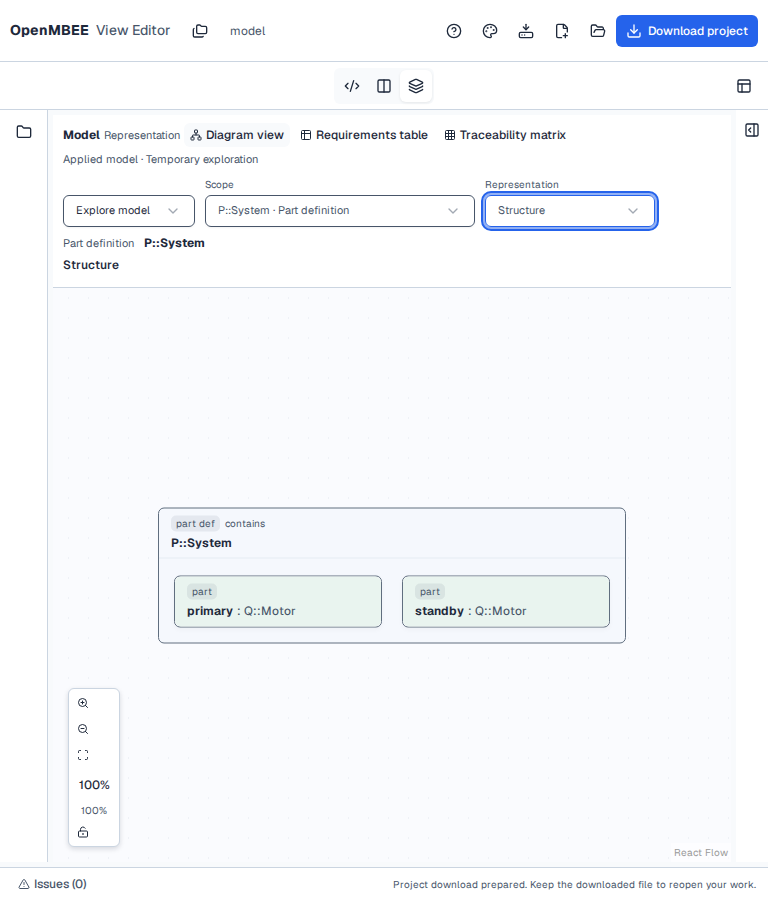 OpenMBEE View Editor model Download project
Model Representation Diagram view Requirements table Traceability matrix
Applied model · Temporary exploration
Scope Representation
Explore model P::System · Part definition Structure
Part definition P::System
Structure
part def contains
P::System
part part
primary : Q::Motor standby : Q::Motor
100%
100%
React Flow
Issues (0) Project download prepared. Keep the downloaded file to reopen your work.